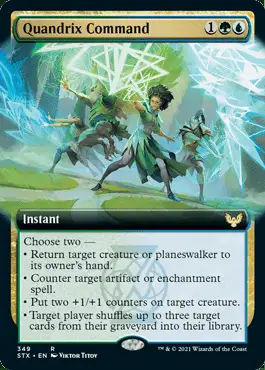 Quandrix Command 1
Instant
Choose two —
• Return target creature or planeswalker to
its owner's hand.
• Counter target artifact or enchantment
spell.
• Put two +1/+1 counters on target creature.
• Target player shuffles up to three target
cards from their graveyard into their library.
349 R
STX • EN VIKTOR TITOV
™ & © 2021 Wizards of the Coast